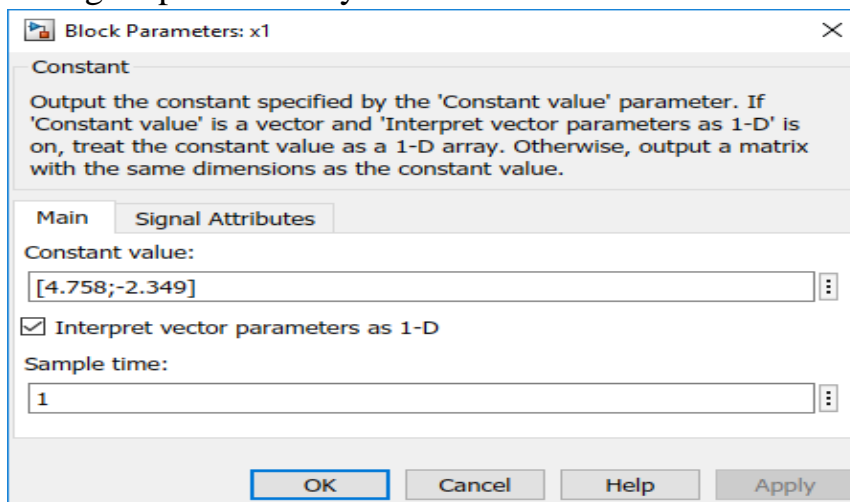 Block Parameters: x1
Constant
Output the constant specified by the 'Constant value' parameter. If
'Constant value' is a vector and 'Interpret vector parameters as 1-D' is
on, treat the constant value as a 1-D array. Otherwise, output a matrix
with the same dimensions as the constant value.
Main Signal Attributes
Constant value:
[4.758;-2.349]
Interpret vector parameters as 1-D
Sample time:
1
OK Cancel Help Apply